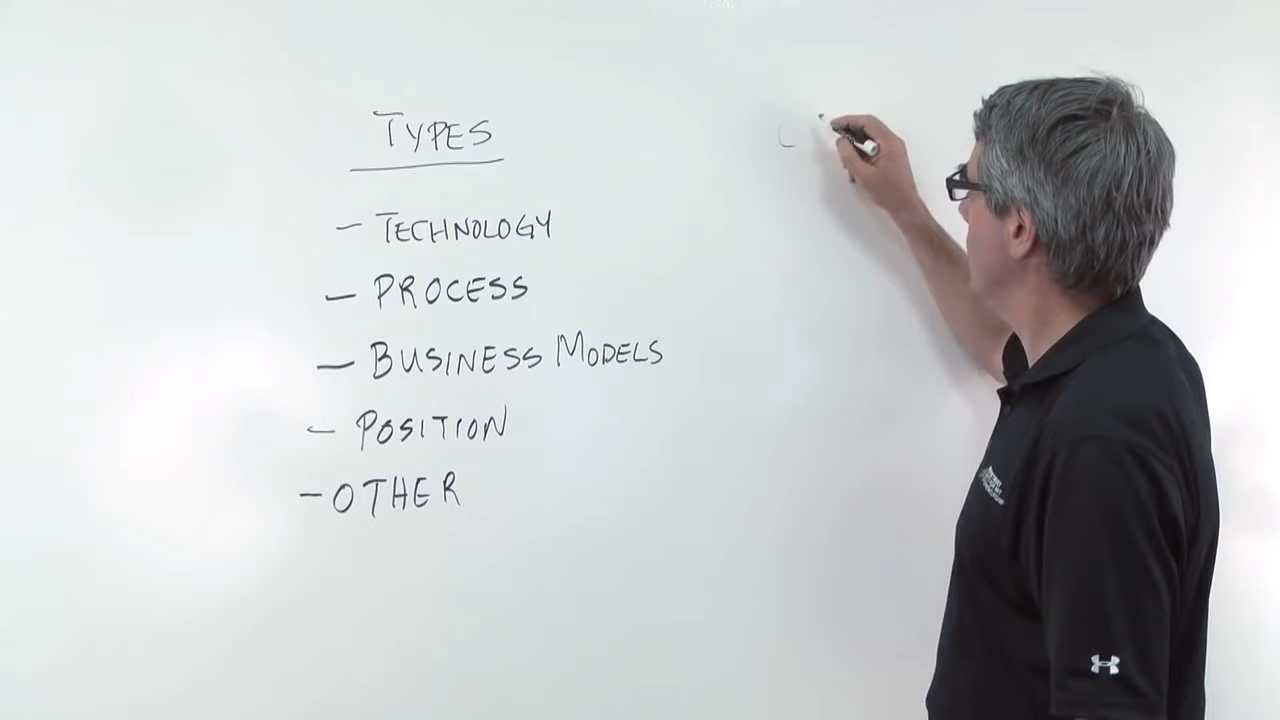 TYPES
- TECHNOLOGY
- PROCESS
- BUSINESS MODELS
- POSITION
- OTHER